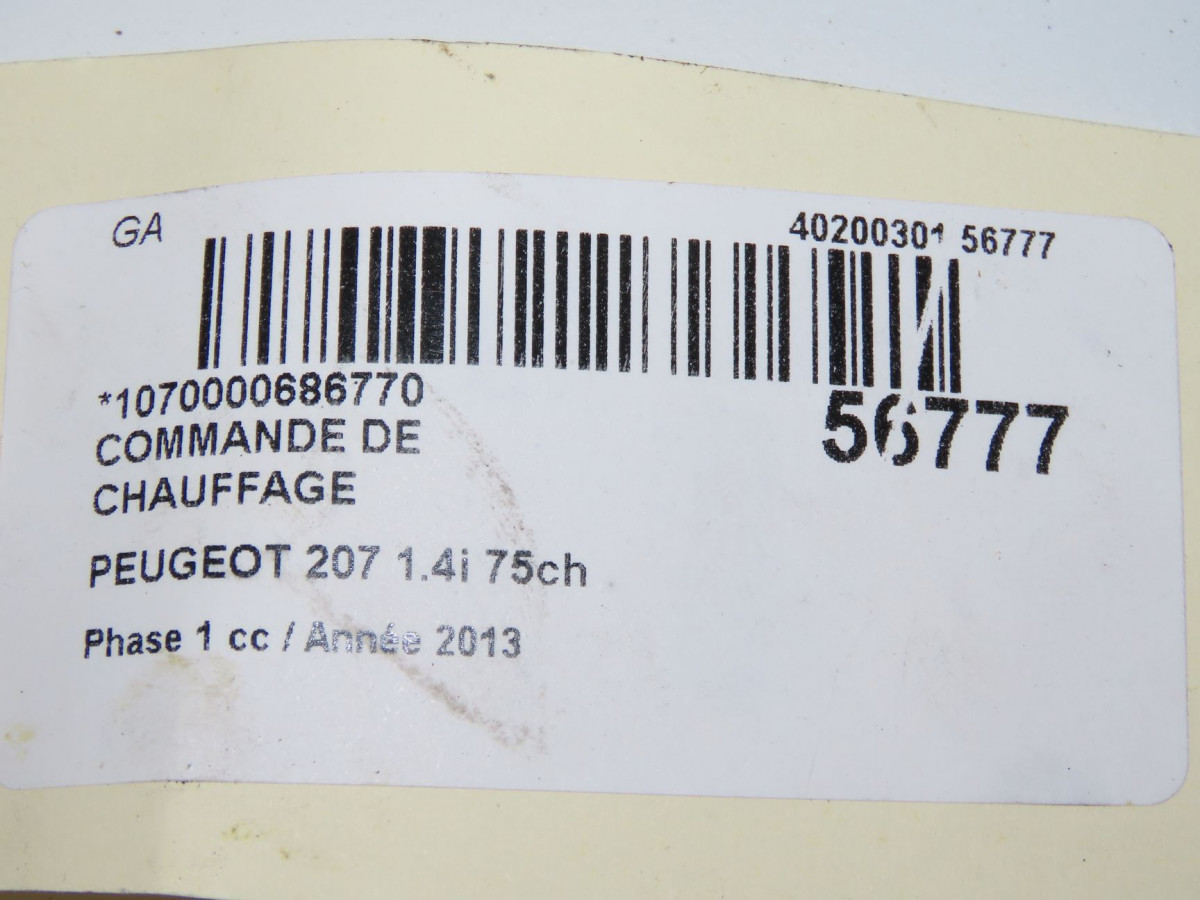 GA
40200301 56777
*1070000686770
56777
COMMANDE DE
CHAUFFAGE
PEUGEOT 207 1.4i 75ch
Phase 1 cc / Année 2013